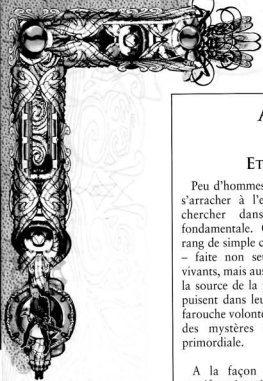 A
ET
Peu d'hommes
s'arracher à l'e
chercher dans
fondamentale. C
rang de simple c
– faite non seu
vivants, mais aus
la source de la
puisent dans leu
farouche volonté
des mystères
primordiale.
A la façon